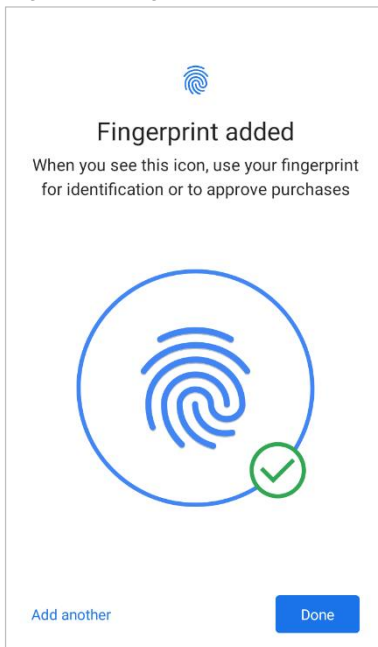 Fingerprint added
When you see this icon, use your fingerprint
for identification or to approve purchases
Add another
Done